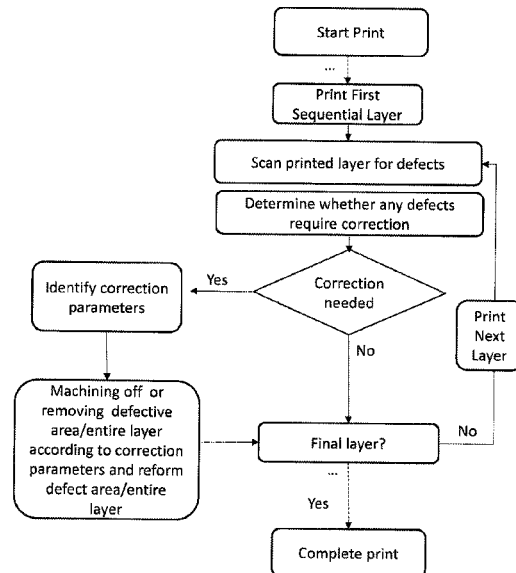 Start Print
...
Print First
Sequential Layer
Scan printed layer for defects
Determine whether any defects
require correction
Correction
needed
Yes
Identify correction
parameters
Print
Next
Layer
No
Machining off or
removing defective
area/entire layer
according to correction
parameters and reform
defect area/entire
layer
Final layer?
No
...
Yes
Complete print